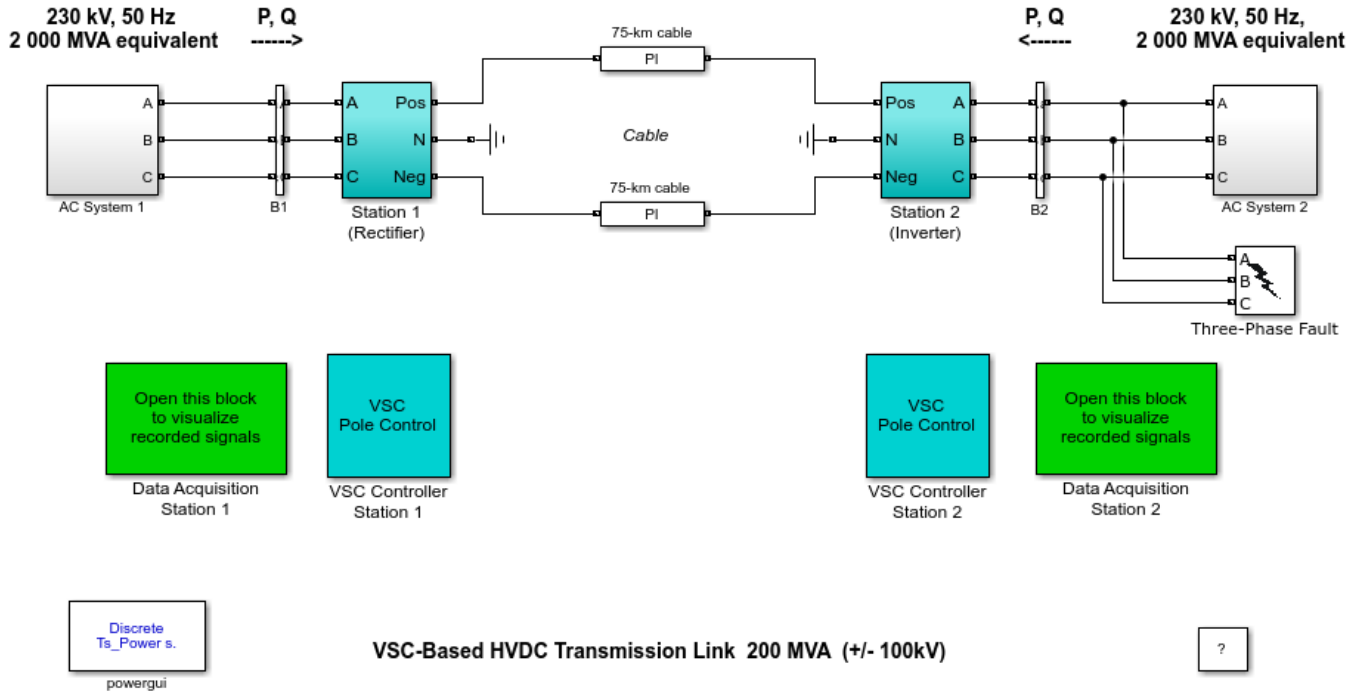 230 kV, 50 Hz
2 000 MVA equivalent
P, Q
------>
P, Q
<------
230 kV, 50 Hz,
2 000 MVA equivalent
75-km cable
PI
A
B
C
AC System 1
B1
A
B
C
Pos
N
Neg
Station 1
(Rectifier)
Cable
75-km cable
PI
Pos
N
Neg
A
B
C
Station 2
(Inverter)
B2
A
B
C
AC System 2
A
B
C
Three-Phase Fault
Open this block
to visualize
recorded signals
Data Acquisition
Station 1
VSC
Pole Control
VSC Controller
Station 1
VSC
Pole Control
VSC Controller
Station 2
Open this block
to visualize
recorded signals
Data Acquisition
Station 2
Discrete
Ts_Power s.
powergui
VSC-Based HVDC Transmission Link 200 MVA (+/- 100kV)
?